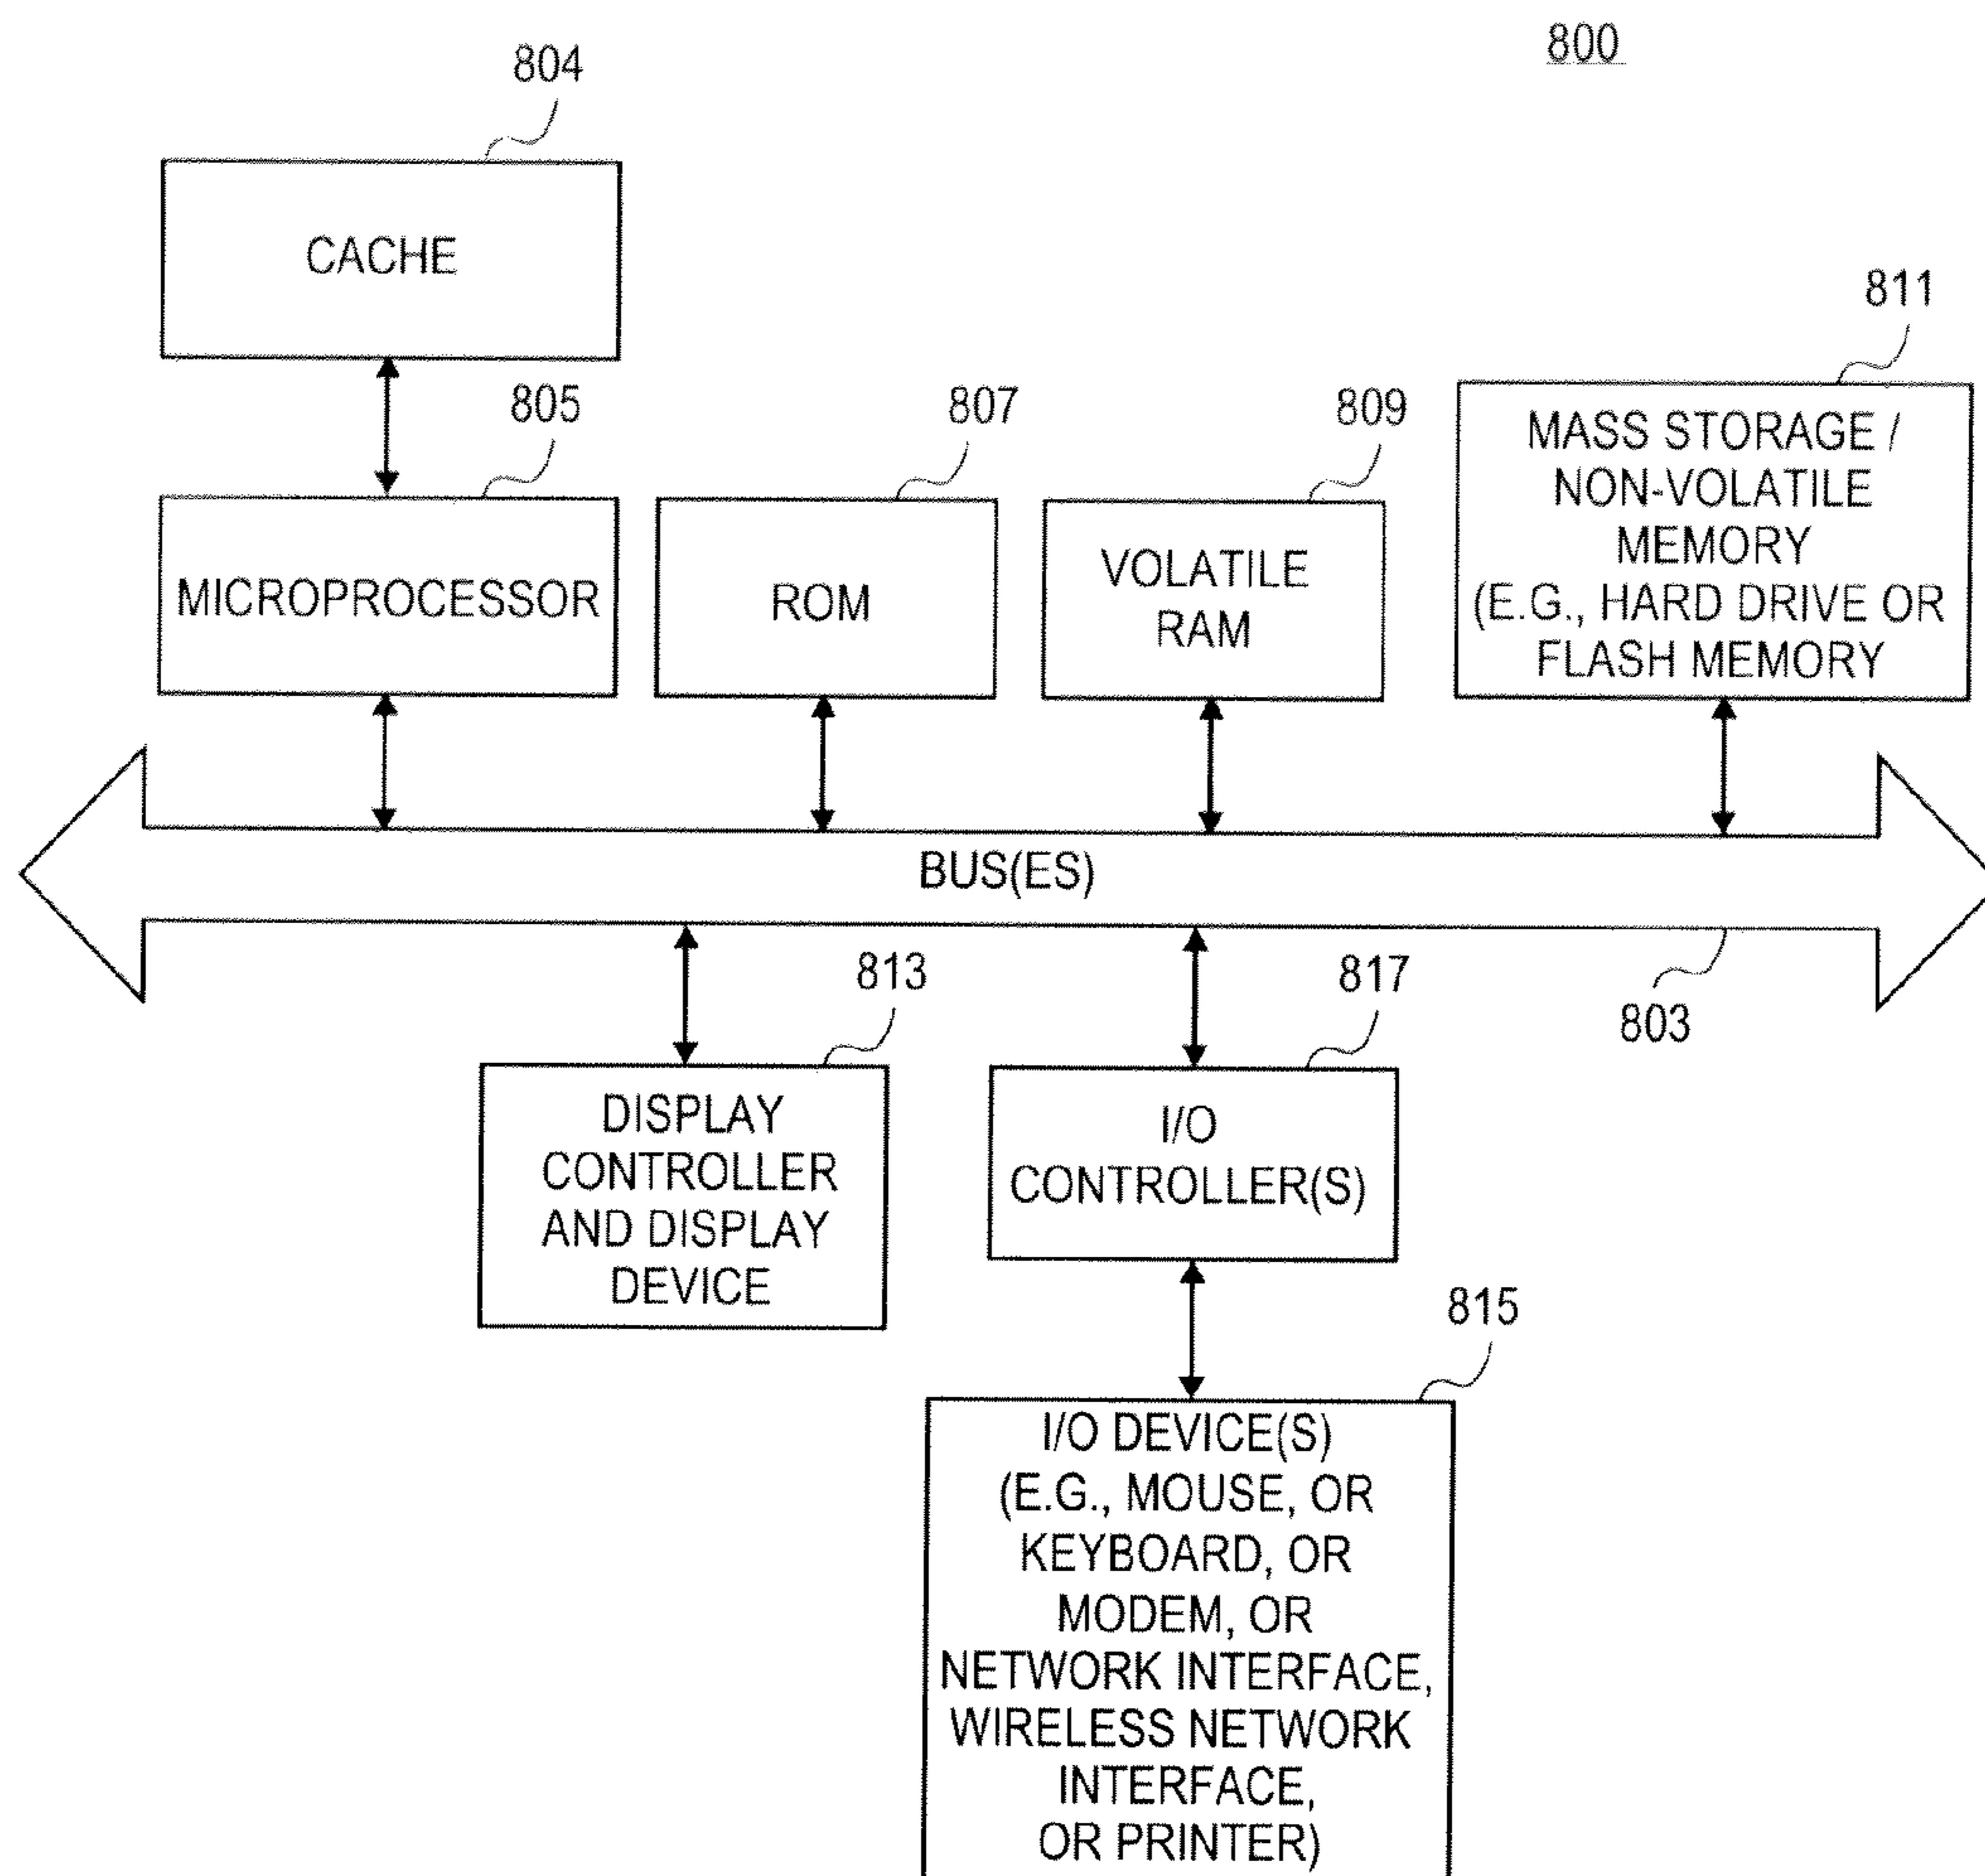 800
804
CACHE
811
805
807
809
MASS STORAGE /
NON-VOLATILE
MEMORY
(E.G., HARD DRIVE OR
FLASH MEMORY
MICROPROCESSOR
ROM
VOLATILE
RAM
BUS(ES)
813
817
803
DISPLAY
CONTROLLER
AND DISPLAY
DEVICE
I/O
CONTROLLER(S)
815
I/O DEVICE(S)
(E.G., MOUSE, OR
KEYBOARD, OR
MODEM, OR
NETWORK INTERFACE,
WIRELESS NETWORK
INTERFACE,
OR PRINTER)